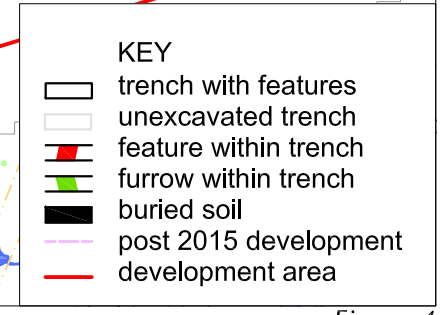 KEY
trench with features
unexcavated trench
feature within trench
furrow within trench
buried soil
post 2015 development
development area